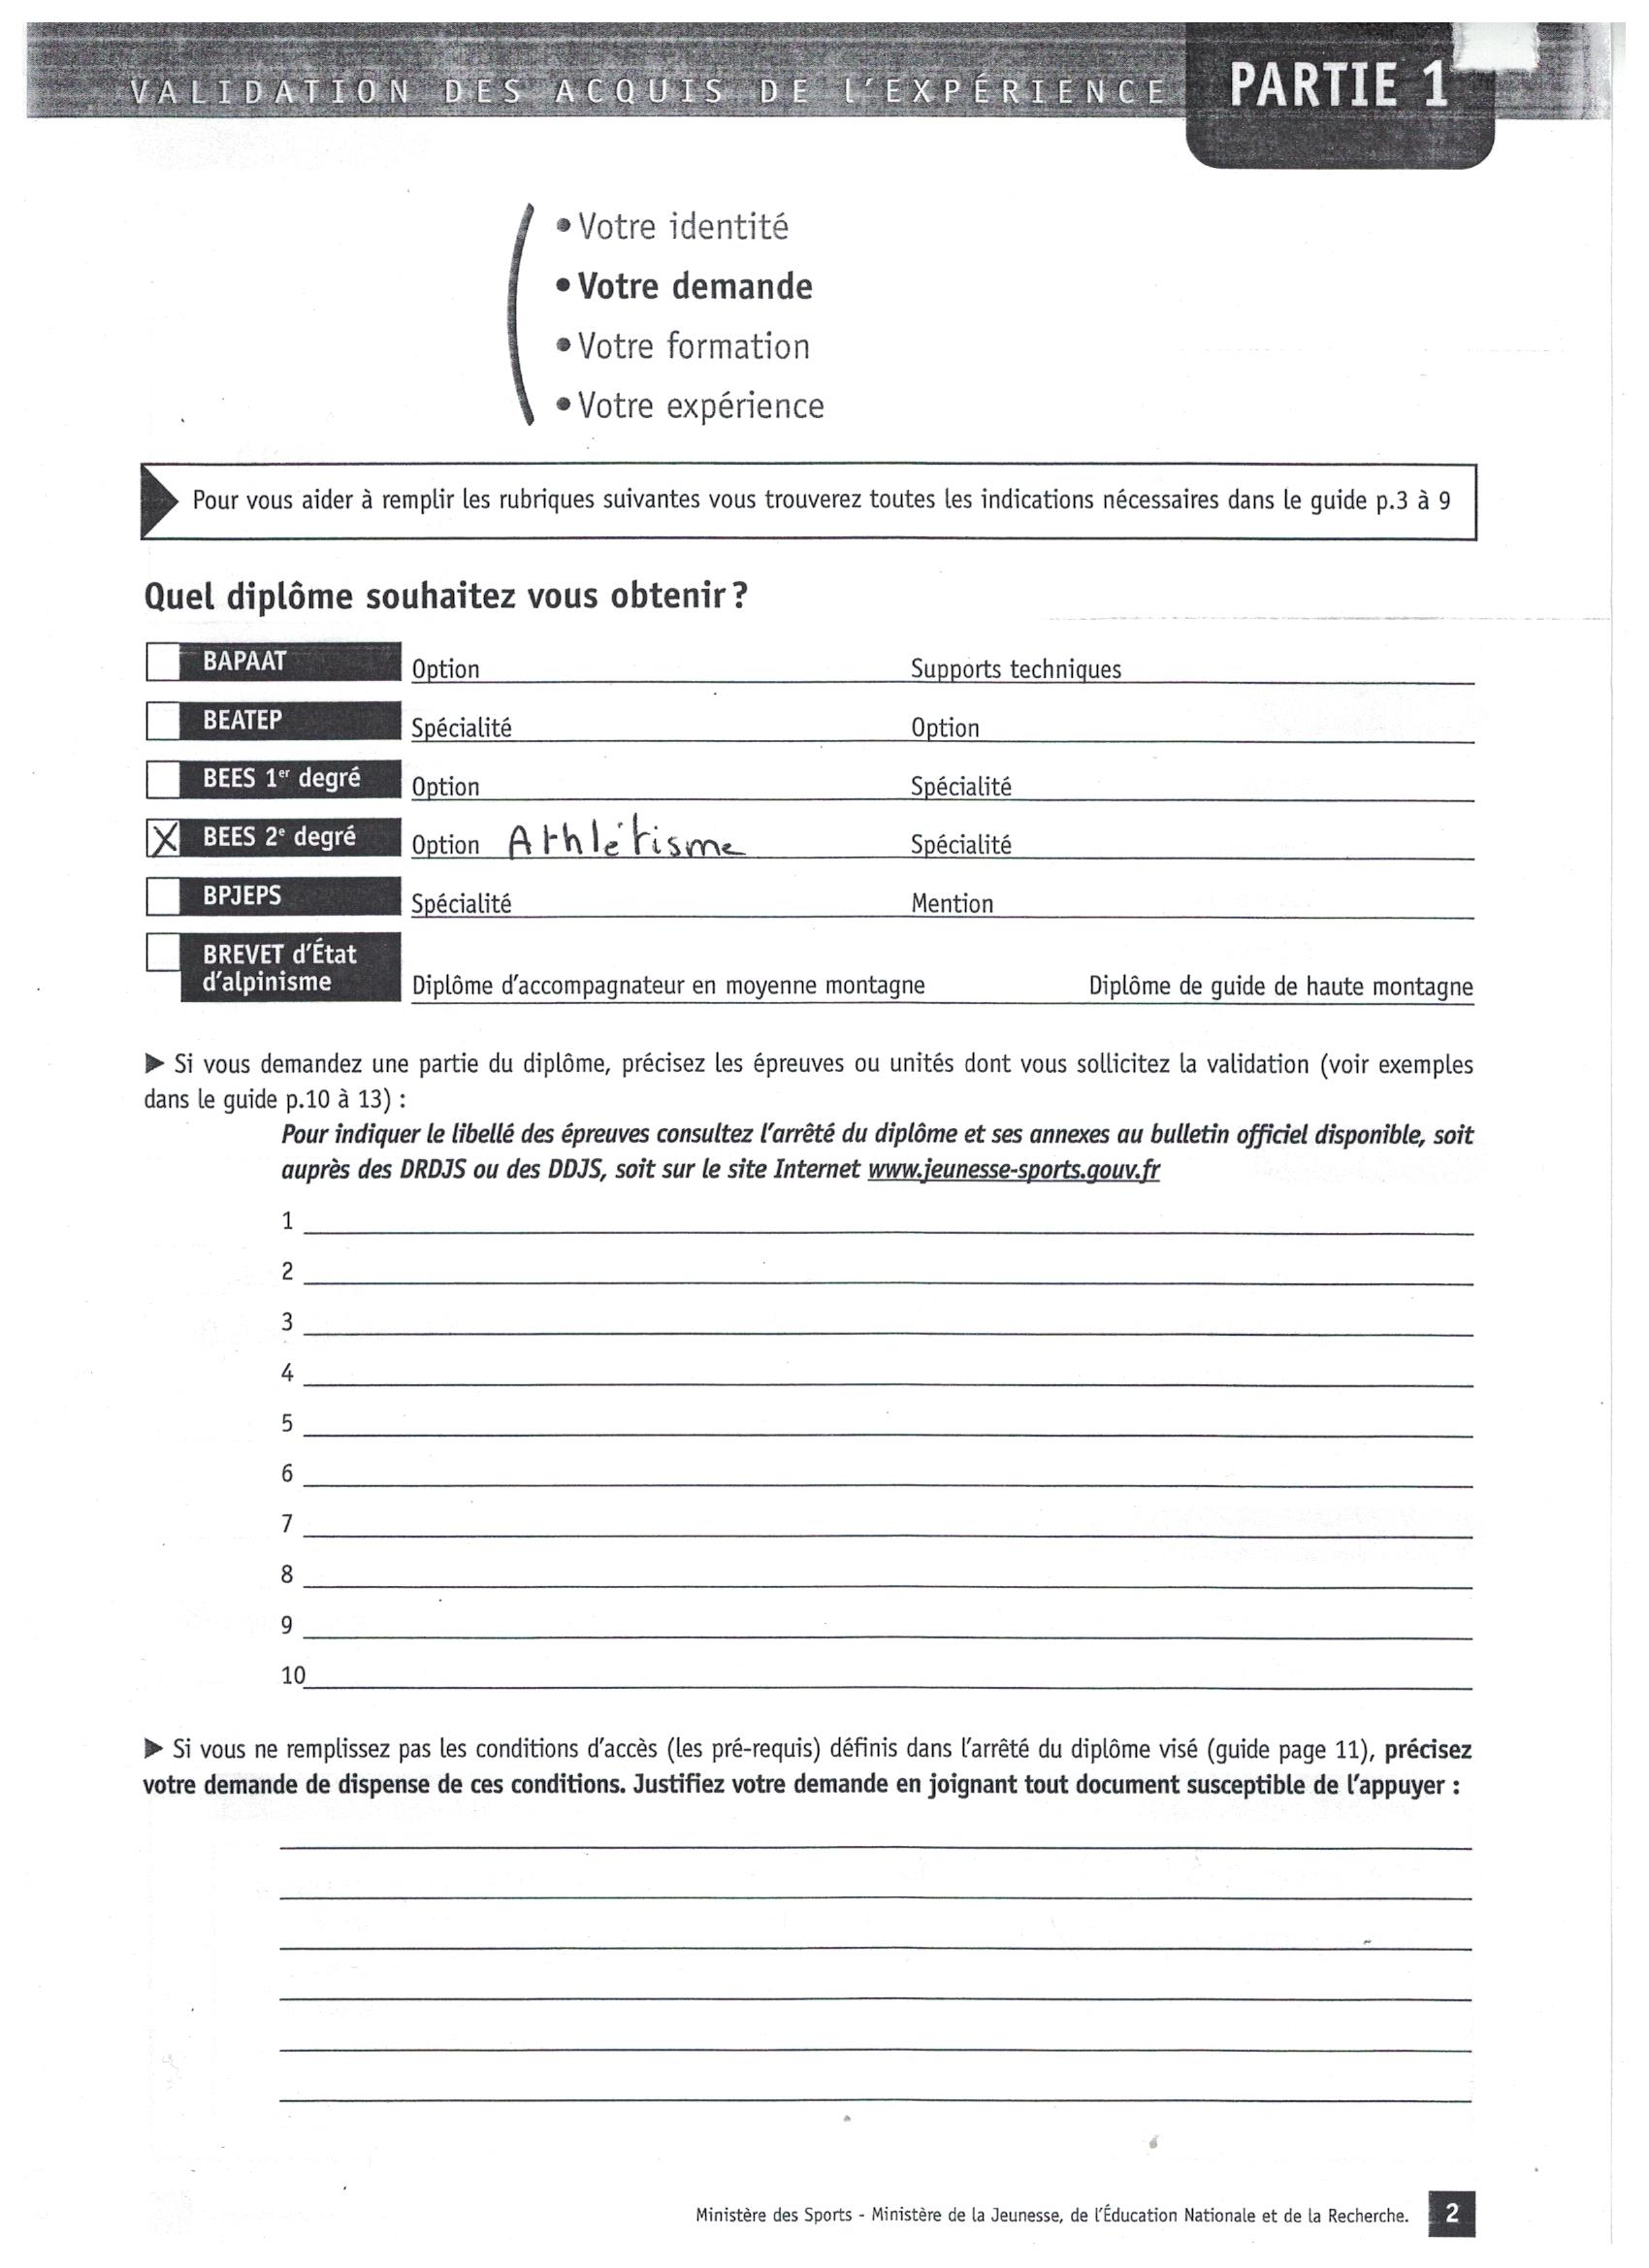 VALIDATION DES ACQUIS DE L'EXPÉRIENCE
PARTIE 1
• Votre identité
• Votre demande
• Votre formation
• Votre expérience
Pour vous aider à remplir les rubriques suivantes vous trouverez toutes les indications nécessaires dans le guide p.3 à 9
Quel diplôme souhaitez vous obtenir ?
BAPAAT Option Supports techniques
BEATEP Spécialité Option
BEES 1er degré Option Spécialité
X BEES 2e degré Option Athlétisme Spécialité
BPJEPS Spécialité Mention
BREVET d'État
d'alpinisme Diplôme d'accompagnateur en moyenne montagne Diplôme de guide de haute montagne
► Si vous demandez une partie du diplôme, précisez les épreuves ou unités dont vous sollicitez la validation (voir exemples
dans le guide p.10 à 13) :
Pour indiquer le libellé des épreuves consultez l'arrêté du diplôme et ses annexes au bulletin officiel disponible, soit
auprès des DRDJS ou des DDJS, soit sur le site Internet www.jeunesse-sports.gouv.fr
1
2
3
4
5
6
7
8
9
10
► Si vous ne remplissez pas les conditions d'accès (les pré-requis) définis dans l'arrêté du diplôme visé (guide page 11), précisez
votre demande de dispense de ces conditions. Justifiez votre demande en joignant tout document susceptible de l'appuyer :
Ministère des Sports - Ministère de la Jeunesse, de l'Éducation Nationale et de la Recherche.
2